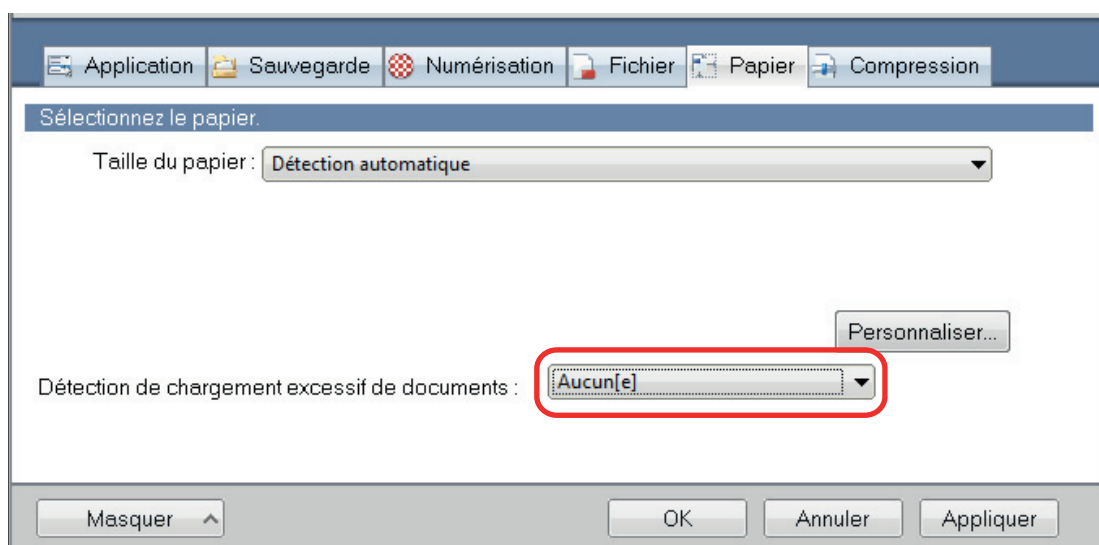 Application Sauvegarde Numérisation Fichier Papier Compression
Sélectionnez le papier.
Taille du papier : Détection automatique
Personnaliser...
Détection de chargement excessif de documents : Aucun[e]
Masquer OK Annuler Appliquer